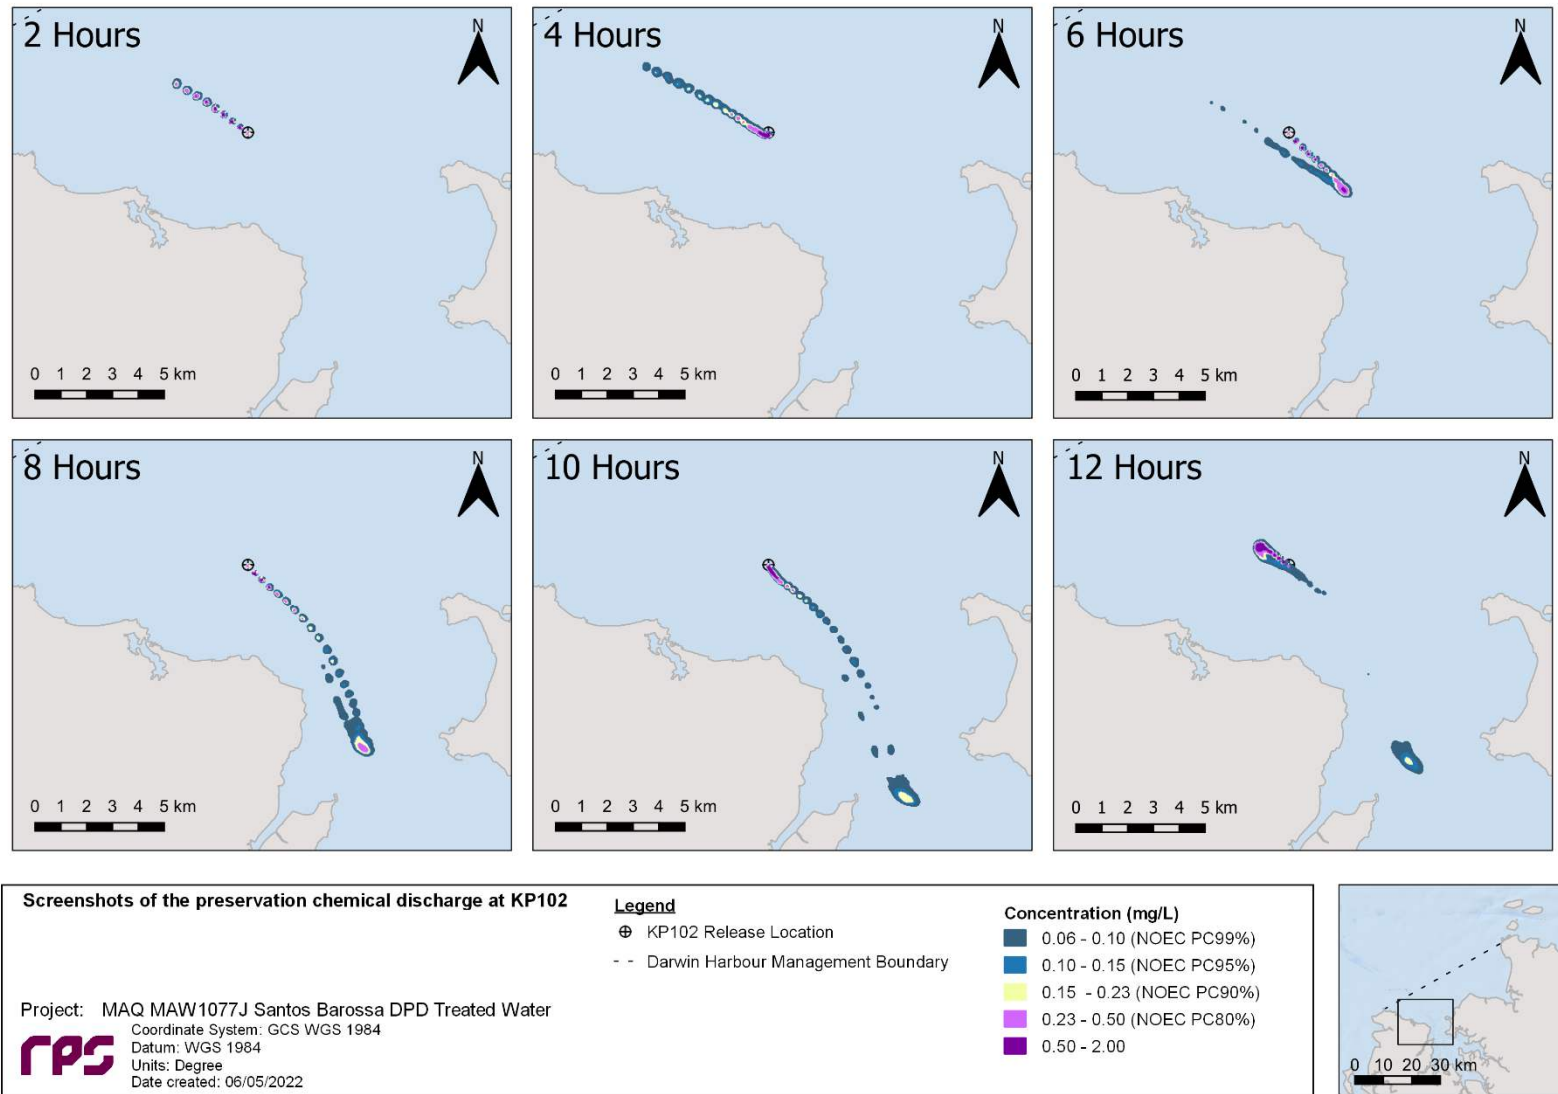 2 Hours
N
0 1 2 3 4 5 km
4 Hours
N
0 1 2 3 4 5 km
6 Hours
N
0 1 2 3 4 5 km
8 Hours
N
0 1 2 3 4 5 km
10 Hours
N
0 1 2 3 4 5 km
12 Hours
N
0 1 2 3 4 5 km
Screenshots of the preservation chemical discharge at KP102
Project: MAQ MAW1077J Santos Barossa DPD Treated Water
rps
Coordinate System: GCS WGS 1984
Datum: WGS 1984
Units: Degree
Date created: 06/05/2022
Legend
KP102 Release Location
Darwin Harbour Management Boundary
Concentration (mg/L)
0.06 - 0.10 (NOEC PC99%)
0.10 - 0.15 (NOEC PC95%)
0.15 - 0.23 (NOEC PC90%)
0.23 - 0.50 (NOEC PC80%)
0.50 - 2.00
0 10 20 30 km